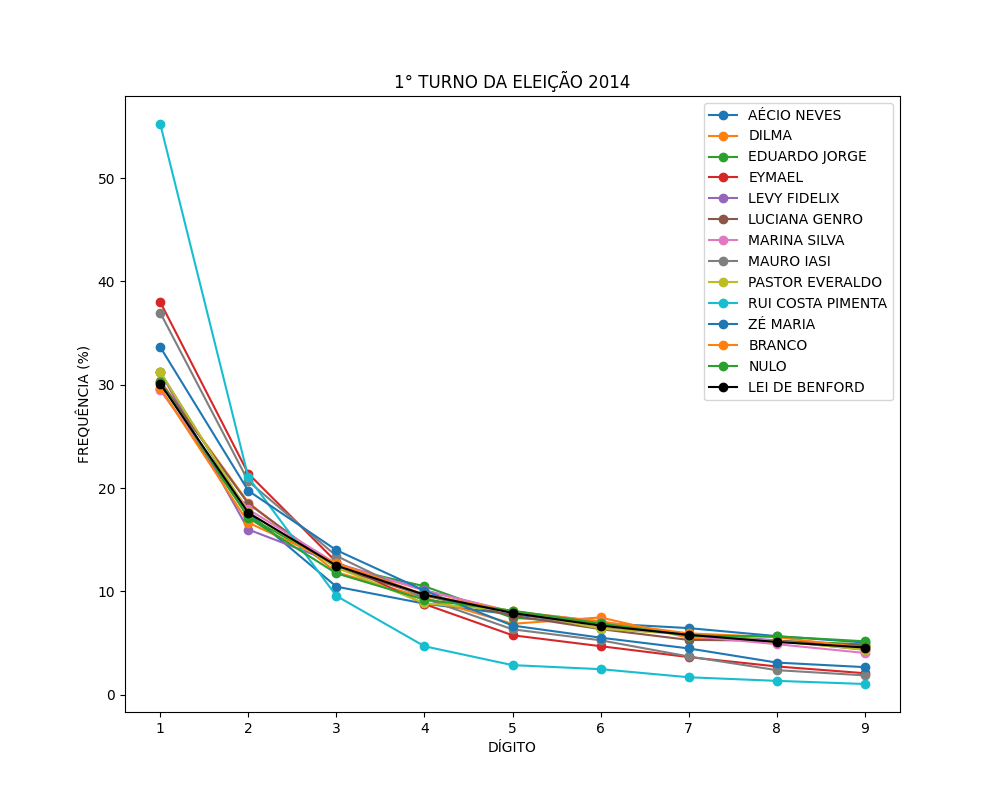 1° TURNO DA ELEIÇÃO 2014
AÉCIO NEVES
DILMA
EDUARDO JORGE
EYMAEL
LEVY FIDELIX
LUCIANA GENRO
MARINA SILVA
MAURO IASI
PASTOR EVERALDO
RUI COSTA PIMENTA
ZÉ MARIA
BRANCO
NULO
LEI DE BENFORD
FREQUÊNCIA (%)
50
40
30
20
10
0
1 2 3 4 5 6 7 8 9
DÍGITO